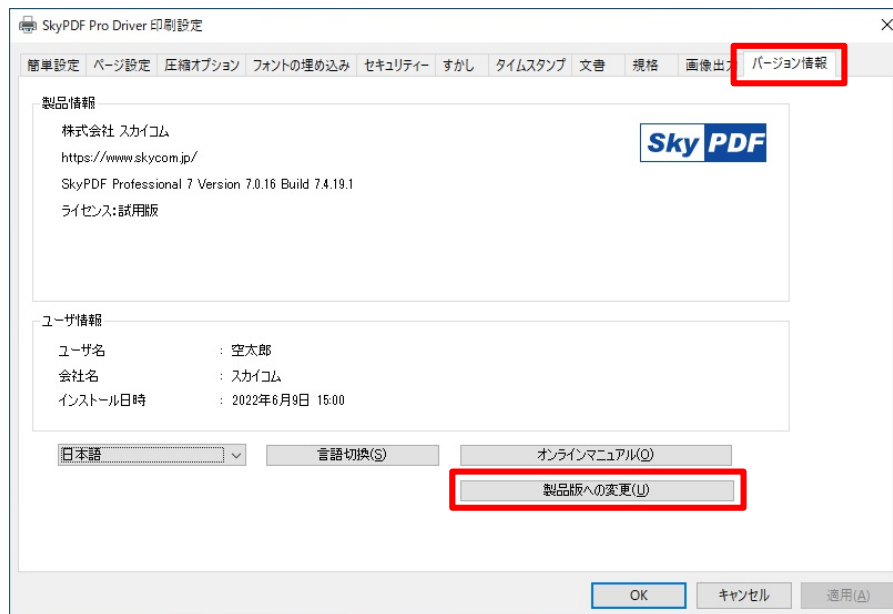 SkyPDF Pro Driver 印刷設定
簡単設定 ページ設定 圧縮オプション フォントの埋め込み セキュリティー すかし タイムスタンプ 文書 規格 画像出力 バージョン情報
製品情報
株式会社 スカイコム
https://www.skycom.jp/
SkyPDF Professional 7 Version 7.0.16 Build 7.4.19.1
ライセンス:試用版
Sky PDF
ユーザ情報
ユーザ名 : 空太郎
会社名 : スカイコム
インストール日時 : 2022年6月9日 15:00
日本語 言語切換(S) オンラインマニュアル(O)
製品版への変更(U)
OK キャンセル 適用(A)